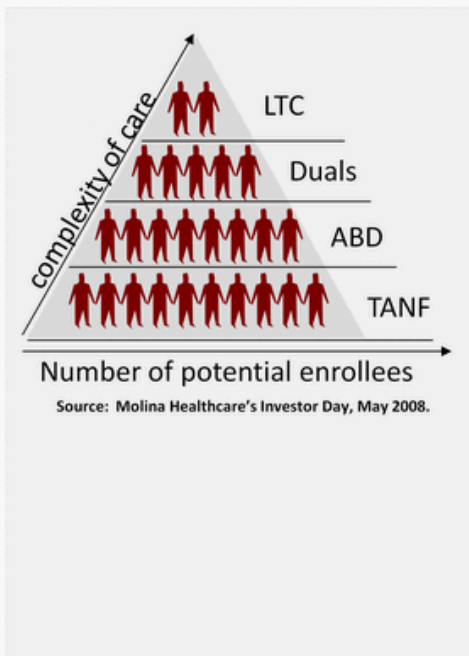 complexity of care
LTC
Duals
ABD
TANF
Number of potential enrollees
Source:  Molina Healthcare's Investor Day, May 2008.